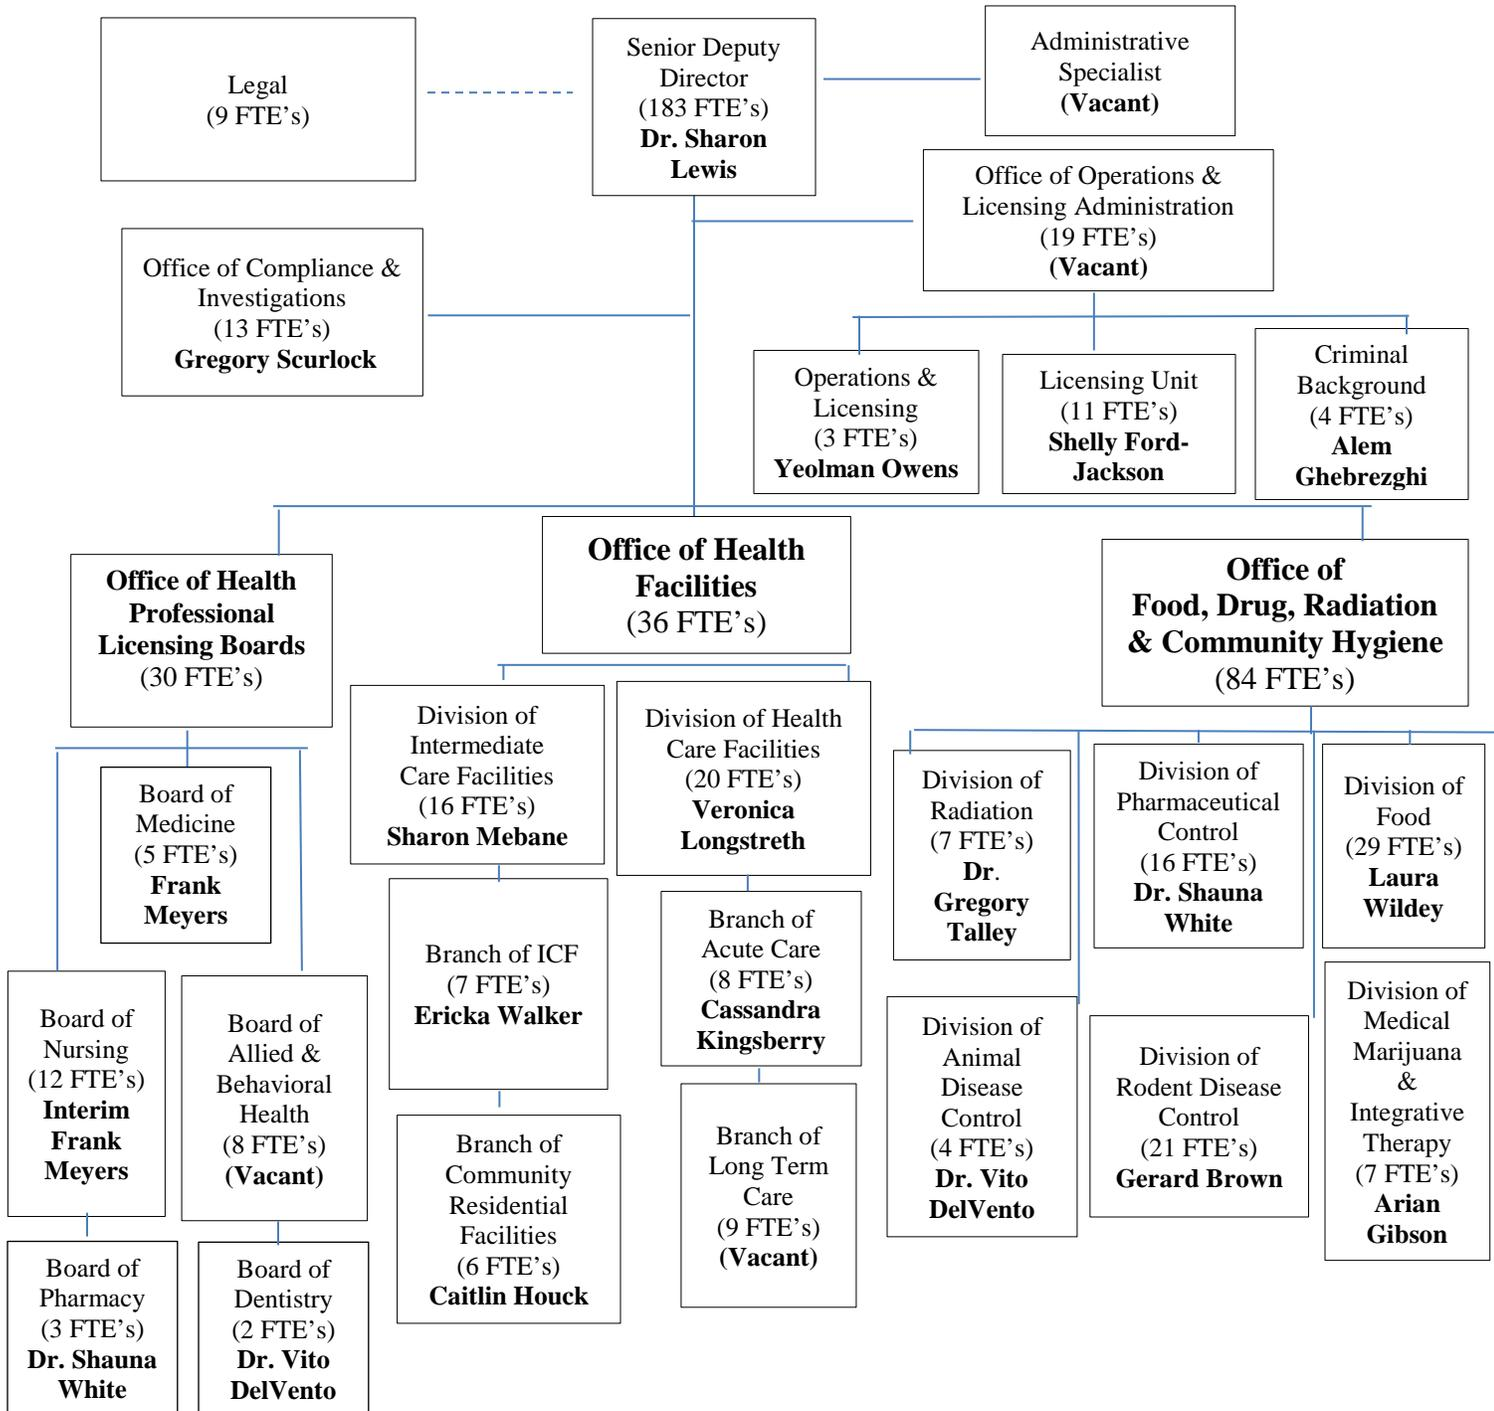 Legal
(9 FTE’s)
Senior Deputy
Director
(183 FTE’s)
Dr. Sharon
Lewis
Administrative
Specialist
(Vacant)
Office of Operations &
Licensing Administration
(19 FTE’s)
(Vacant)
Office of Compliance &
Investigations
(13 FTE’s)
Gregory Scurlock
Operations &
Licensing
(3 FTE’s)
Yeolman Owens
Licensing Unit
(11 FTE’s)
Shelly Ford-
Jackson
Criminal
Background
(4 FTE’s)
Alem
Ghebrezghi
Office of Health
Professional
Licensing Boards
(30 FTE’s)
Office of Health
Facilities
(36 FTE’s)
Office of
Food, Drug, Radiation
& Community Hygiene
(84 FTE’s)
Board of
Medicine
(5 FTE’s)
Frank
Meyers
Board of
Nursing
(12 FTE’s)
Interim
Frank
Meyers
Board of
Allied &
Behavioral
Health
(8 FTE’s)
(Vacant)
Board of
Pharmacy
(3 FTE’s)
Dr. Shauna
White
Board of
Dentistry
(2 FTE’s)
Dr. Vito
DelVento
Division of
Intermediate
Care Facilities
(16 FTE’s)
Sharon Mebane
Branch of ICF
(7 FTE’s)
Ericka Walker
Branch of
Community
Residential
Facilities
(6 FTE’s)
Caitlin Houck
Division of Health
Care Facilities
(20 FTE’s)
Veronica
Longstreth
Branch of
Acute Care
(8 FTE’s)
Cassandra
Kingsberry
Branch of
Long Term
Care
(9 FTE’s)
(Vacant)
Division of
Radiation
(7 FTE’s)
Dr.
Gregory
Talley
Division of
Pharmaceutical
Control
(16 FTE’s)
Dr. Shauna
White
Division of
Food
(29 FTE’s)
Laura
Wildey
Division of
Animal
Disease
Control
(4 FTE’s)
Dr. Vito
DelVento
Division of
Rodent Disease
Control
(21 FTE’s)
Gerard Brown
Division of
Medical
Marijuana
&
Integrative
Therapy
(7 FTE’s)
Arian
Gibson